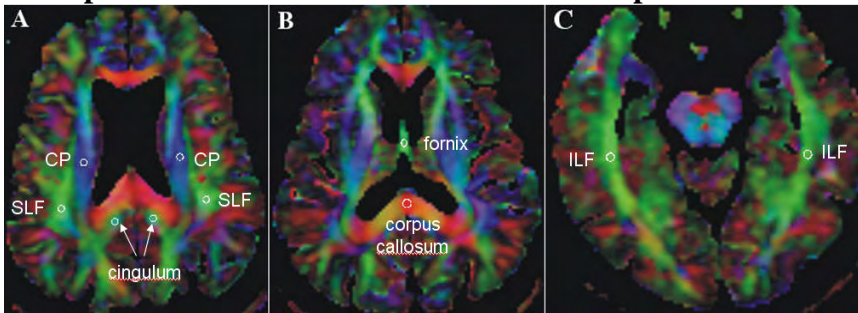 A
B
C
CP
CP
SLF
SLF
cingulum
fornix
corpus
callosum
ILF
ILF